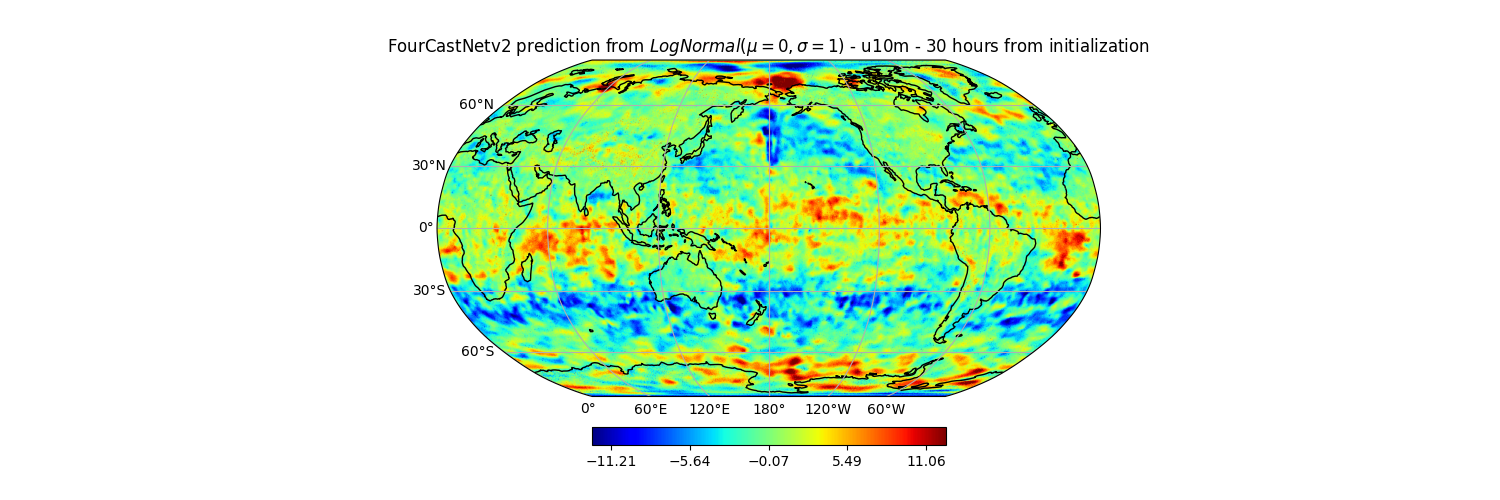 FourCastNetv2 prediction from LogNormal(μ = 0, σ = 1) - u10m - 30 hours from initialization
60°N
30°N
0°
30°S
60°S
0° 60°E 120°E 180° 120°W 60°W
−11.21 −5.64 −0.07 5.49 11.06